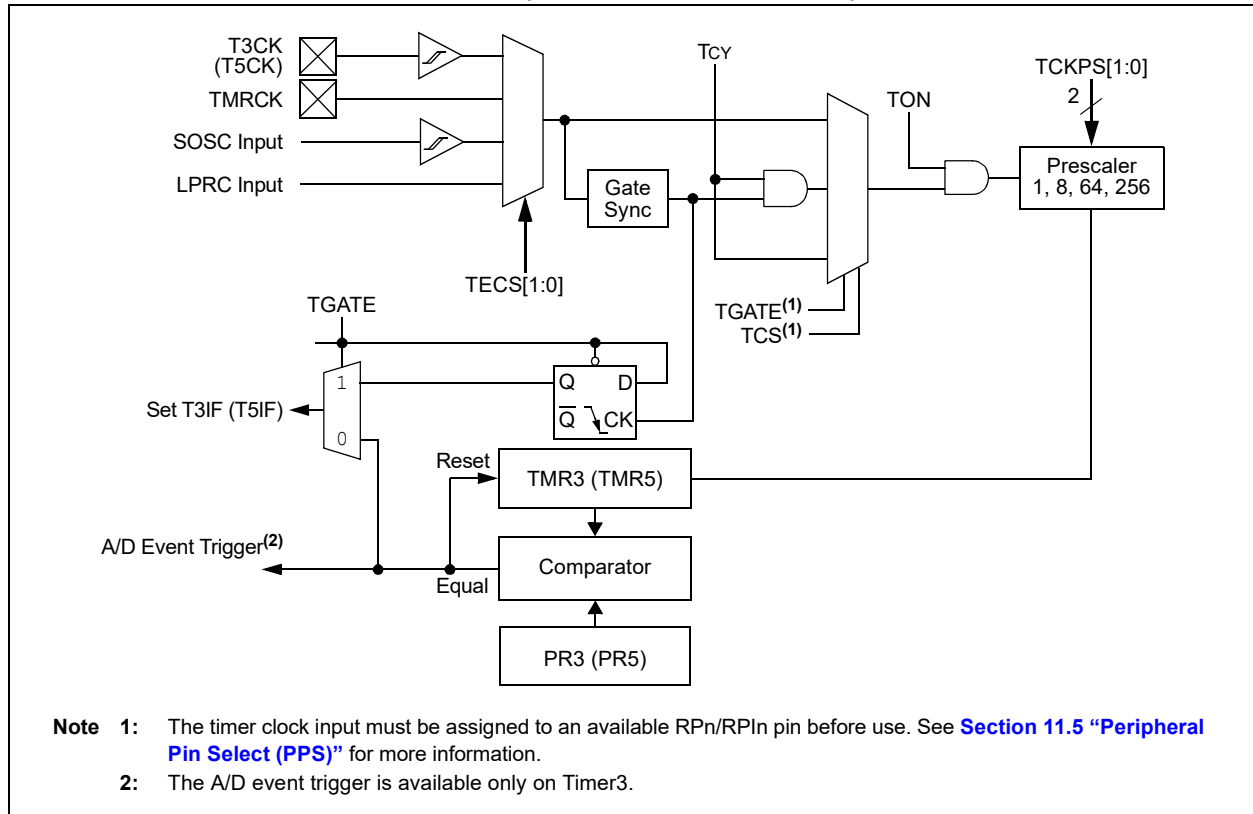 T3CK
(T5CK)
TMRCK
SOSC Input
LPRC Input
TECS[1:0]
Gate
Sync
TCY
TGATE(1)
TCS(1)
TON
TCKPS[1:0]
2
Prescaler
1, 8, 64, 256
TGATE
1
0
Set T3IF (T5IF)
Q D
Q CK
Reset
TMR3 (TMR5)
A/D Event Trigger(2)
Equal
Comparator
PR3 (PR5)
Note 1: The timer clock input must be assigned to an available RPn/RPIn pin before use. See Section 11.5 “Peripheral
Pin Select (PPS)” for more information.
2: The A/D event trigger is available only on Timer3.